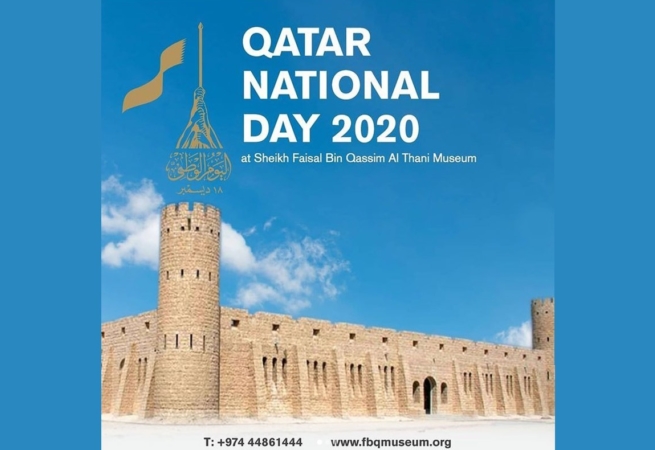 QATAR
NATIONAL
DAY 2020
at Sheikh Faisal Bin Qassim Al Thani Museum
اليوم الوطني
١٨ ديسمبر
T: +974 44861444 • www.fbqmuseum.org